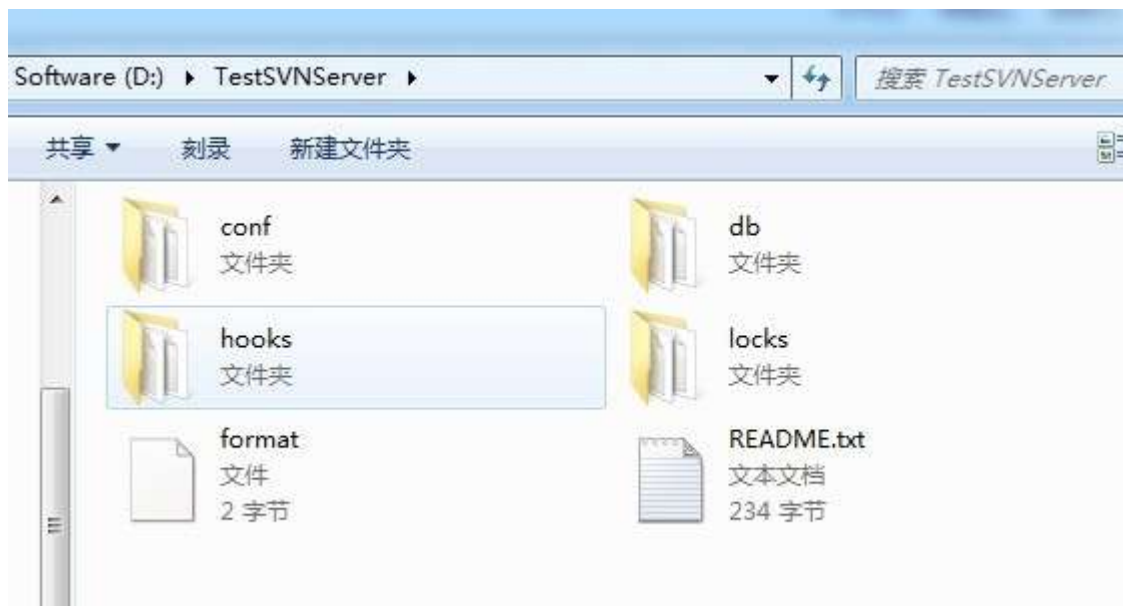 Software (D:) ▸ TestSVNServer ▸
搜索 TestSVNServer
共享 刻录 新建文件夹
conf
文件夹
db
文件夹
hooks
文件夹
locks
文件夹
format
文件
2 字节
README.txt
文本文档
234 字节